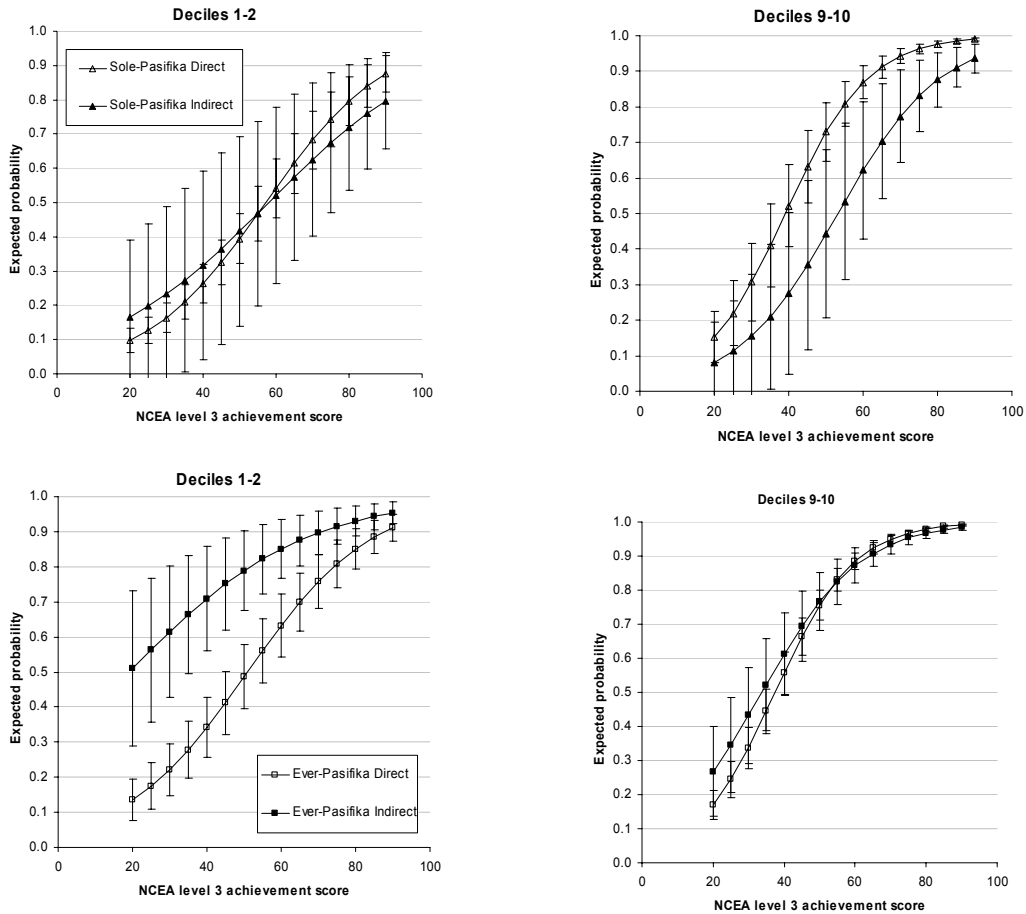 Deciles 1-2
1.0
0.9
0.8
0.7
0.6
0.5
0.4
0.3
0.2
0.1
0.0
Expected probability
Sole-Pasifika Direct
Sole-Pasifika Indirect
0 20 40 60 80 100
NCEA level 3 achievement score
Deciles 9-10
1.0
0.9
0.8
0.7
0.6
0.5
0.4
0.3
0.2
0.1
0.0
Expected probability
0 20 40 60 80 100
NCEA level 3 achievement score
Deciles 1-2
1.0
0.9
0.8
0.7
0.6
0.5
0.4
0.3
0.2
0.1
0.0
Expected probability
Ever-Pasifika Direct
Ever-Pasifika Indirect
0 20 40 60 80 100
NCEA level 3 achievement score
Deciles 9-10
1.0
0.9
0.8
0.7
0.6
0.5
0.4
0.3
0.2
0.1
0.0
Expected probability
0 20 40 60 80 100
NCEA level 3 achievement score